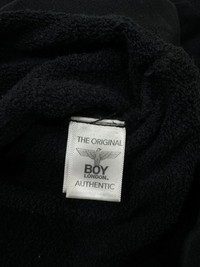 THE ORIGINAL
BOY
LONDON
AUTHENTIC